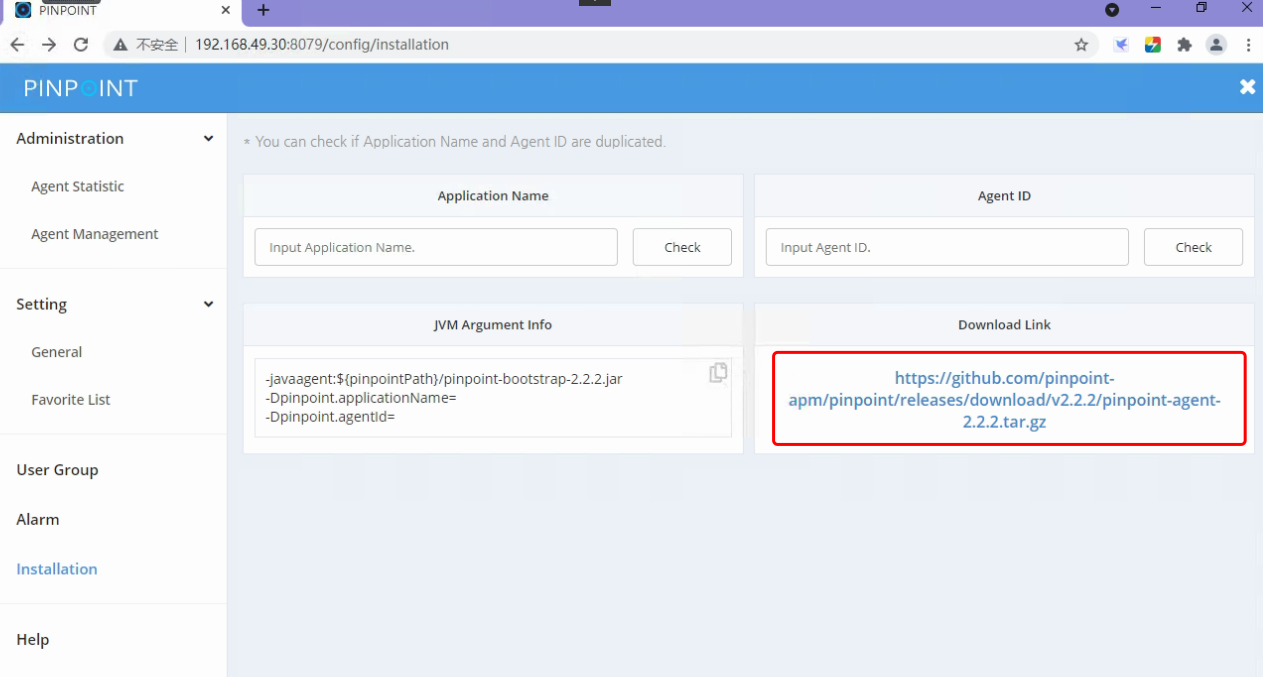 PINPOINT
不安全
192.168.49.30:8079/config/installation
PINPOINT
Administration
Agent Statistic
Agent Management
Setting
General
Favorite List
User Group
Alarm
Installation
Help
* You can check if Application Name and Agent ID are duplicated.
Application Name
Input Application Name.
Check
Agent ID
Input Agent ID.
Check
JVM Argument Info
-javaagent:${pinpointPath}/pinpoint-bootstrap-2.2.2.jar
-Dpinpoint.applicationName=
-Dpinpoint.agentId=
Download Link
https://github.com/pinpoint-
apm/pinpoint/releases/download/v2.2.2/pinpoint-agent-
2.2.2.tar.gz